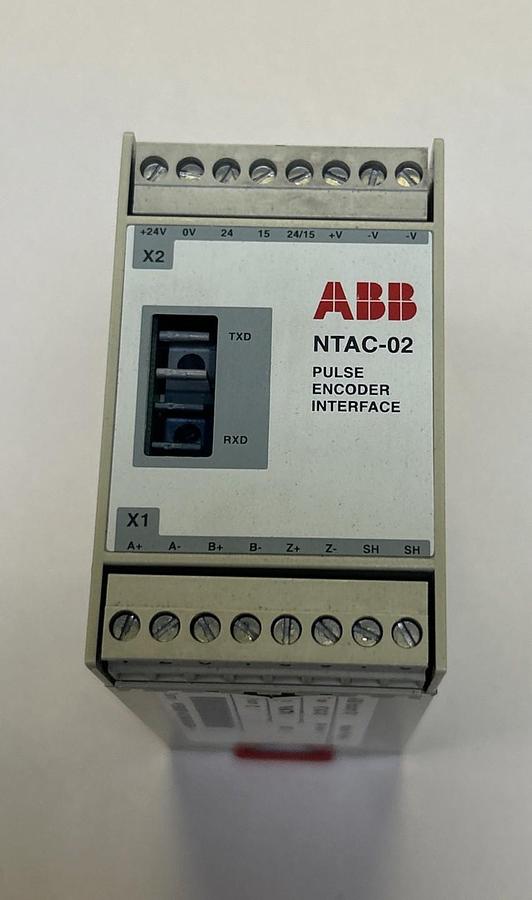 +24V 0V 24 15 24/15 +V -V -V
X2
ABB
TXD
NTAC-02
PULSE
ENCODER
INTERFACE
RXD
X1
A+ A- B+ B- Z+ Z- SH SH